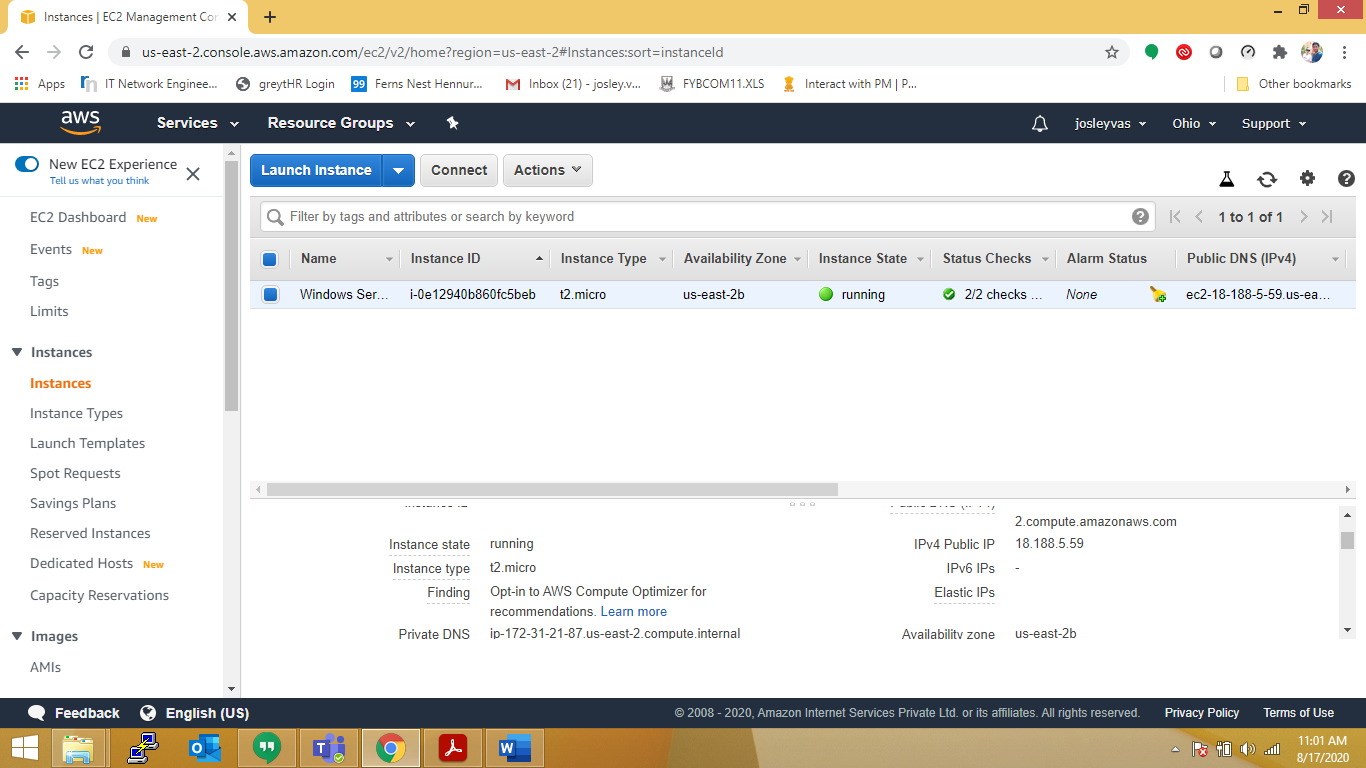 Instances | EC2 Management Con
us-east-2.console.aws.amazon.com/ec2/v2/home?region=us-east-2#Instances:sort=instanceId
Apps IT Network Enginee... greytHR Login 99 Ferns Nest Hennur... Inbox (21) - josley.v... FYBCOM11.XLS Interact with PM | P... Other bookmarks
aws Services Resource Groups josleyvas Ohio Support
New EC2 Experience
Tell us what you think
EC2 Dashboard New
Events New
Tags
Limits
Instances
Instances
Instance Types
Launch Templates
Spot Requests
Savings Plans
Reserved Instances
Dedicated Hosts New
Capacity Reservations
Images
AMIs
Launch Instance Connect Actions
Filter by tags and attributes or search by keyword 1 to 1 of 1
Name Instance ID Instance Type Availability Zone Instance State Status Checks Alarm Status Public DNS (IPv4)
Windows Ser... i-0e12940b860fc5beb t2.micro us-east-2b running 2/2 checks ... None ec2-18-188-5-59.us-ea...
Instance ID Public DNS (IPv4)
2.compute.amazonaws.com
Instance state running IPv4 Public IP 18.188.5.59
Instance type t2.micro IPv6 IPs -
Finding Opt-in to AWS Compute Optimizer for Elastic IPs
recommendations. Learn more
Private DNS ip-172-31-21-87.us-east-2.compute.internal Availability zone us-east-2b
Feedback English (US) © 2008 - 2020, Amazon Internet Services Private Ltd. or its affiliates. All rights reserved. Privacy Policy Terms of Use
11:01 AM
8/17/2020